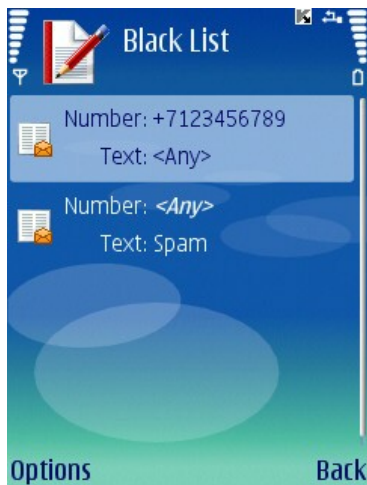 Black List
Number: +7123456789
Text: <Any>
Number: <Any>
Text: Spam
Options Back